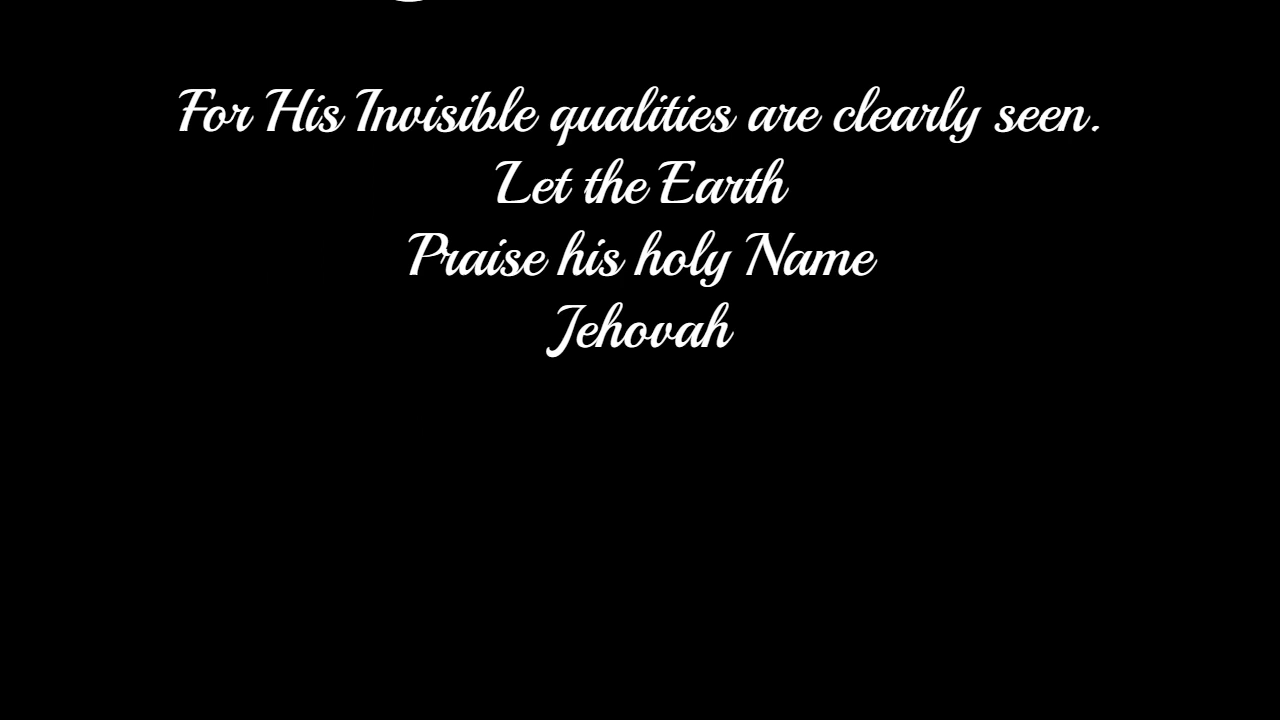 For His Invisible qualities are clearly seen.
Let the Earth
Praise his holy Name
Jehovah